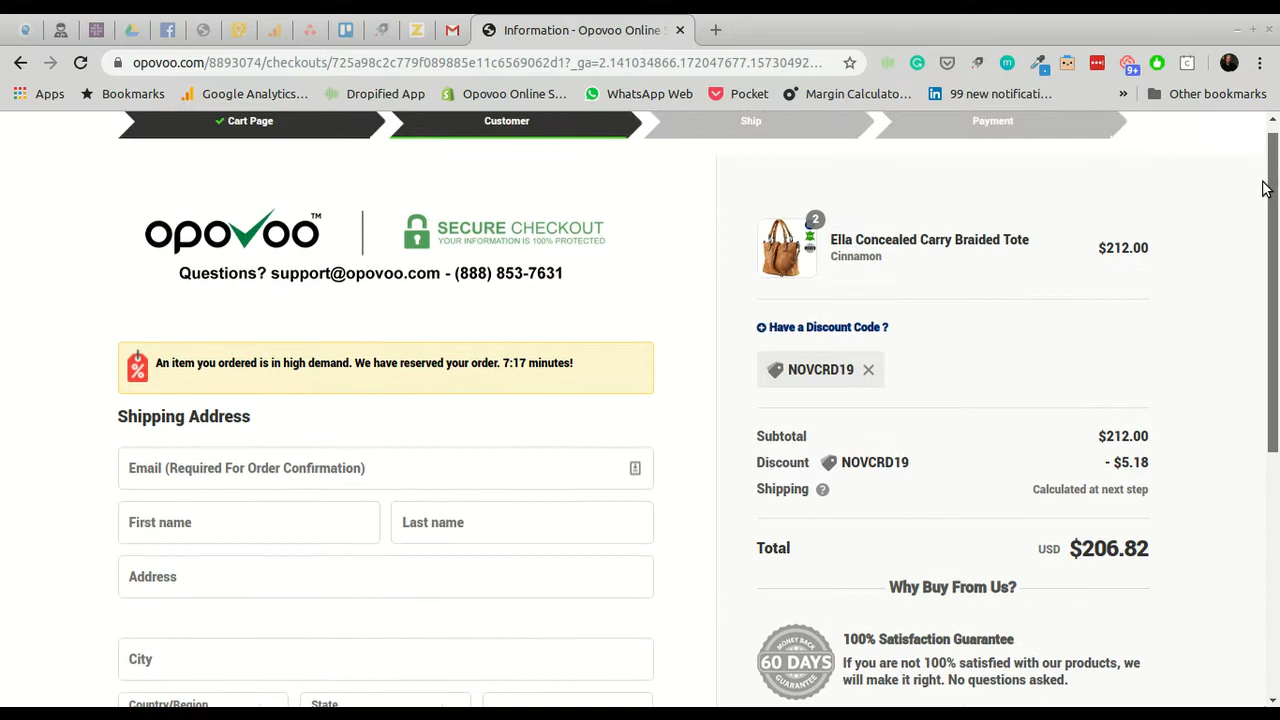 Information - Opovoo Online S
opovoo.com/8893074/checkouts/725a98c2c779f089885e11c6569062d1?_ga=2.141034866.172047677.15730492...
9+
Apps
Bookmarks
Google Analytics...
Dropified App
Opovoo Online S...
WhatsApp Web
Pocket
Margin Calculato...
99 new notificati...
Other bookmarks
Cart Page
Customer
Ship
Payment
opovoo™
SECURE CHECKOUT
YOUR INFORMATION IS 100% PROTECTED
Questions? support@opovoo.com - (888) 853-7631
An item you ordered is in high demand. We have reserved your order. 7:17 minutes!
Shipping Address
Email (Required For Order Confirmation)
First name
Last name
Address
City
Country/Region
State
2
Ella Concealed Carry Braided Tote
Cinnamon
$212.00
Have a Discount Code ?
NOVCRD19
Subtotal
$212.00
Discount
NOVCRD19
- $5.18
Shipping
Calculated at next step
Total
USD
$206.82
Why Buy From Us?
MONEY BACK
60 DAYS
GUARANTEE
100% Satisfaction Guarantee
If you are not 100% satisfied with our products, we
will make it right. No questions asked.